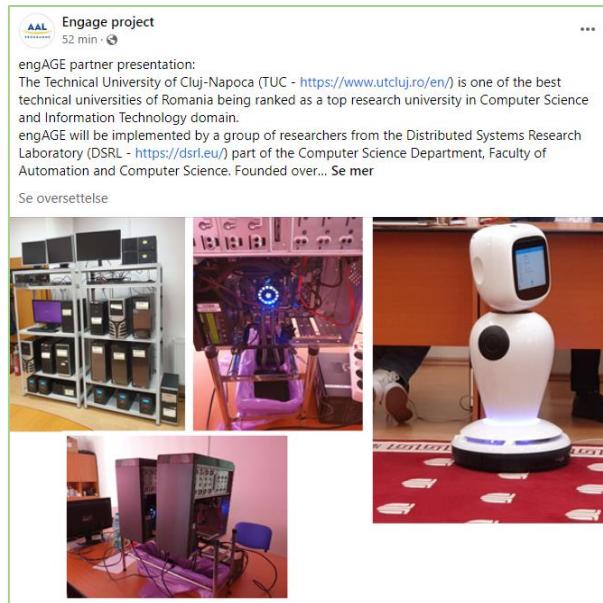 AAL
PROGRAMME
Engage project
52 min
engAGE partner presentation:
The Technical University of Cluj-Napoca (TUC - https://www.utcluj.ro/en/) is one of the best
technical universities of Romania being ranked as a top research university in Computer Science
and Information Technology domain.
engAGE will be implemented by a group of researchers from the Distributed Systems Research
Laboratory (DSRL - https://dsrl.eu/) part of the Computer Science Department, Faculty of
Automation and Computer Science. Founded over... Se mer
Se oversettelse